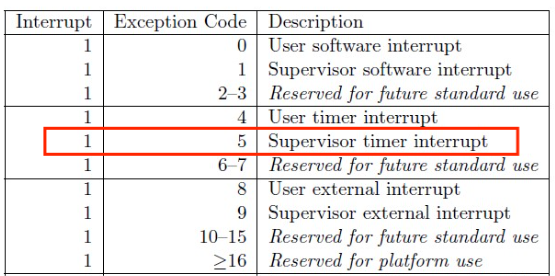 Interrupt Exception Code Description
1 0 User software interrupt
1 1 Supervisor software interrupt
1 2–3 Reserved for future standard use
1 4 User timer interrupt
1 5 Supervisor timer interrupt
1 6–7 Reserved for future standard use
1 8 User external interrupt
1 9 Supervisor external interrupt
1 10–15 Reserved for future standard use
1 ≥16 Reserved for platform use